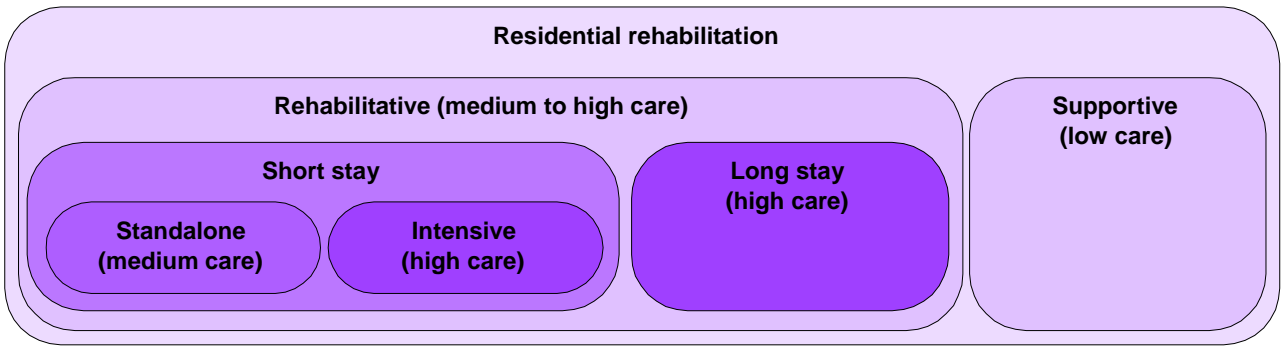 Residential rehabilitation
Rehabilitative (medium to high care)
Supportive
(low care)
Short stay
Long stay
(high care)
Standalone
(medium care)
Intensive
(high care)